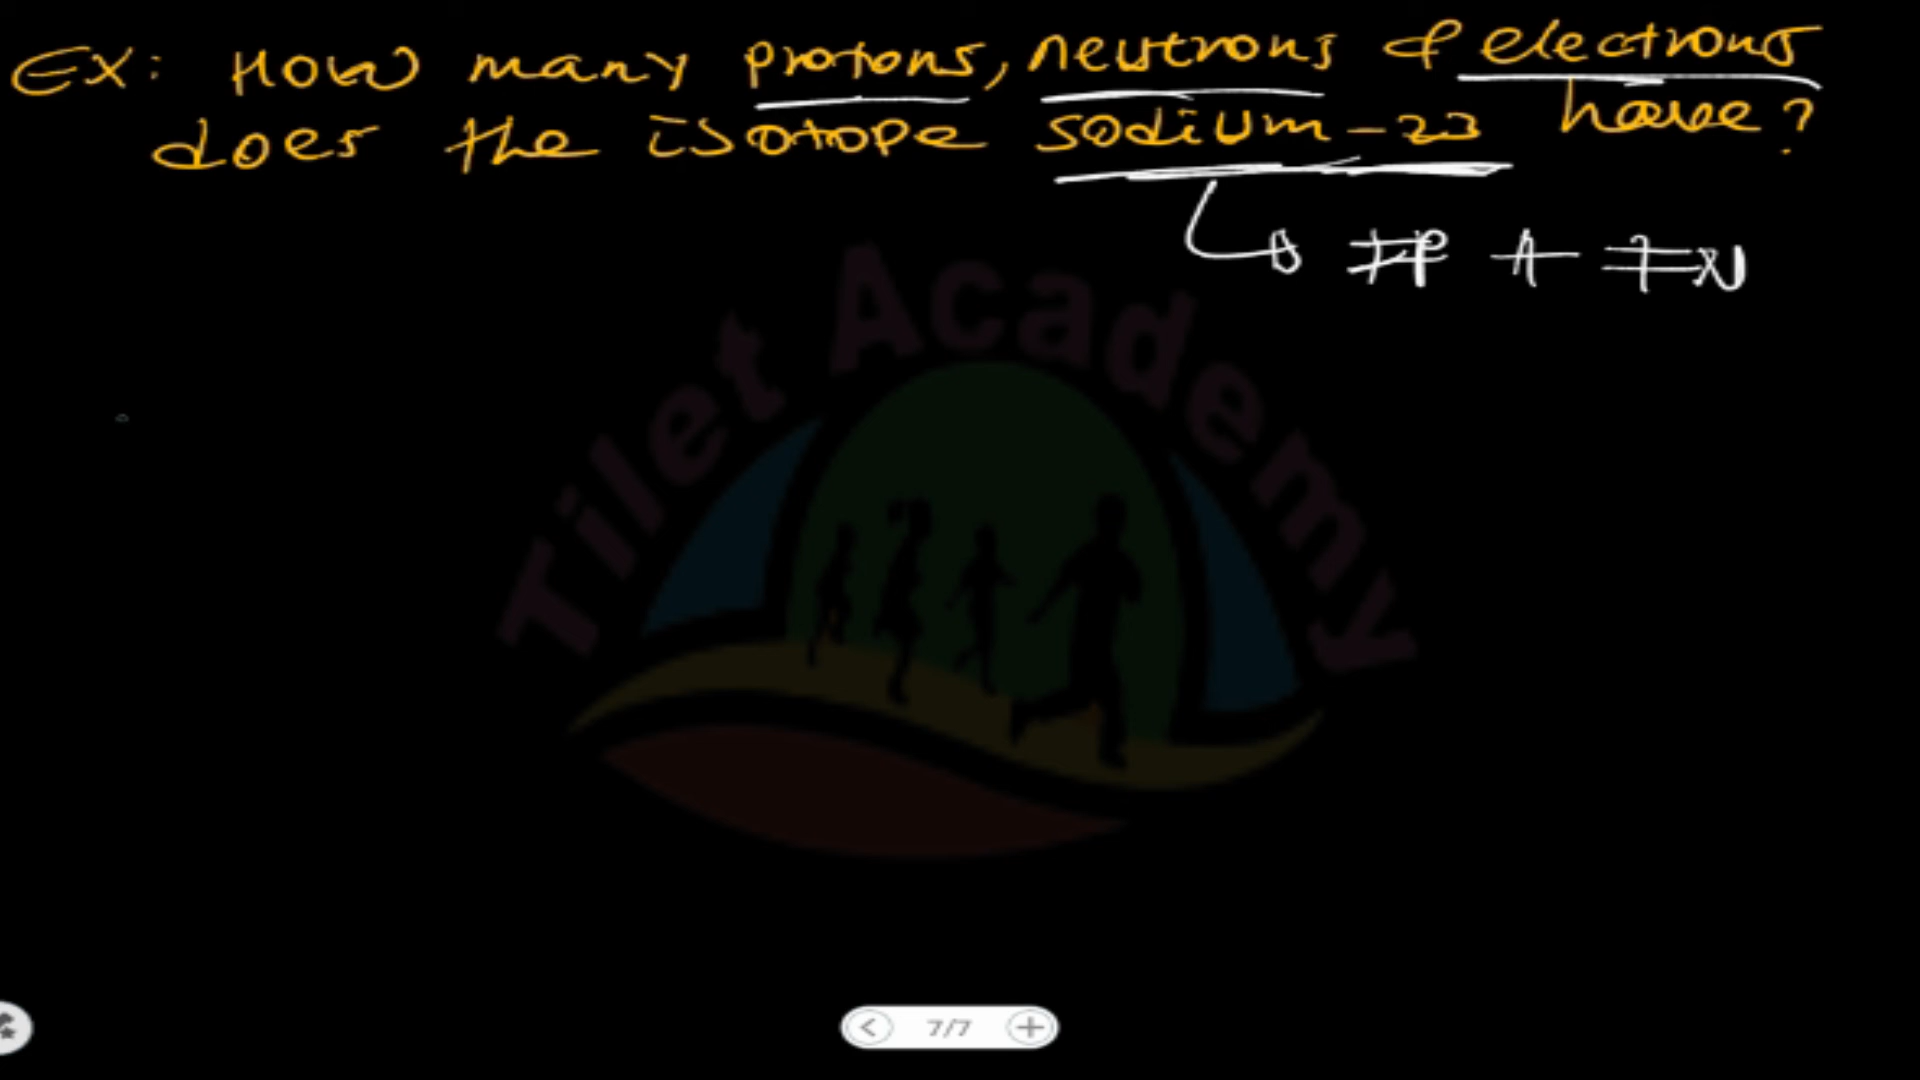 Ex: How many protons, neutrons & electrons
does the isotope sodium-23 have?
#P + #N
Tilet Academy
7/7